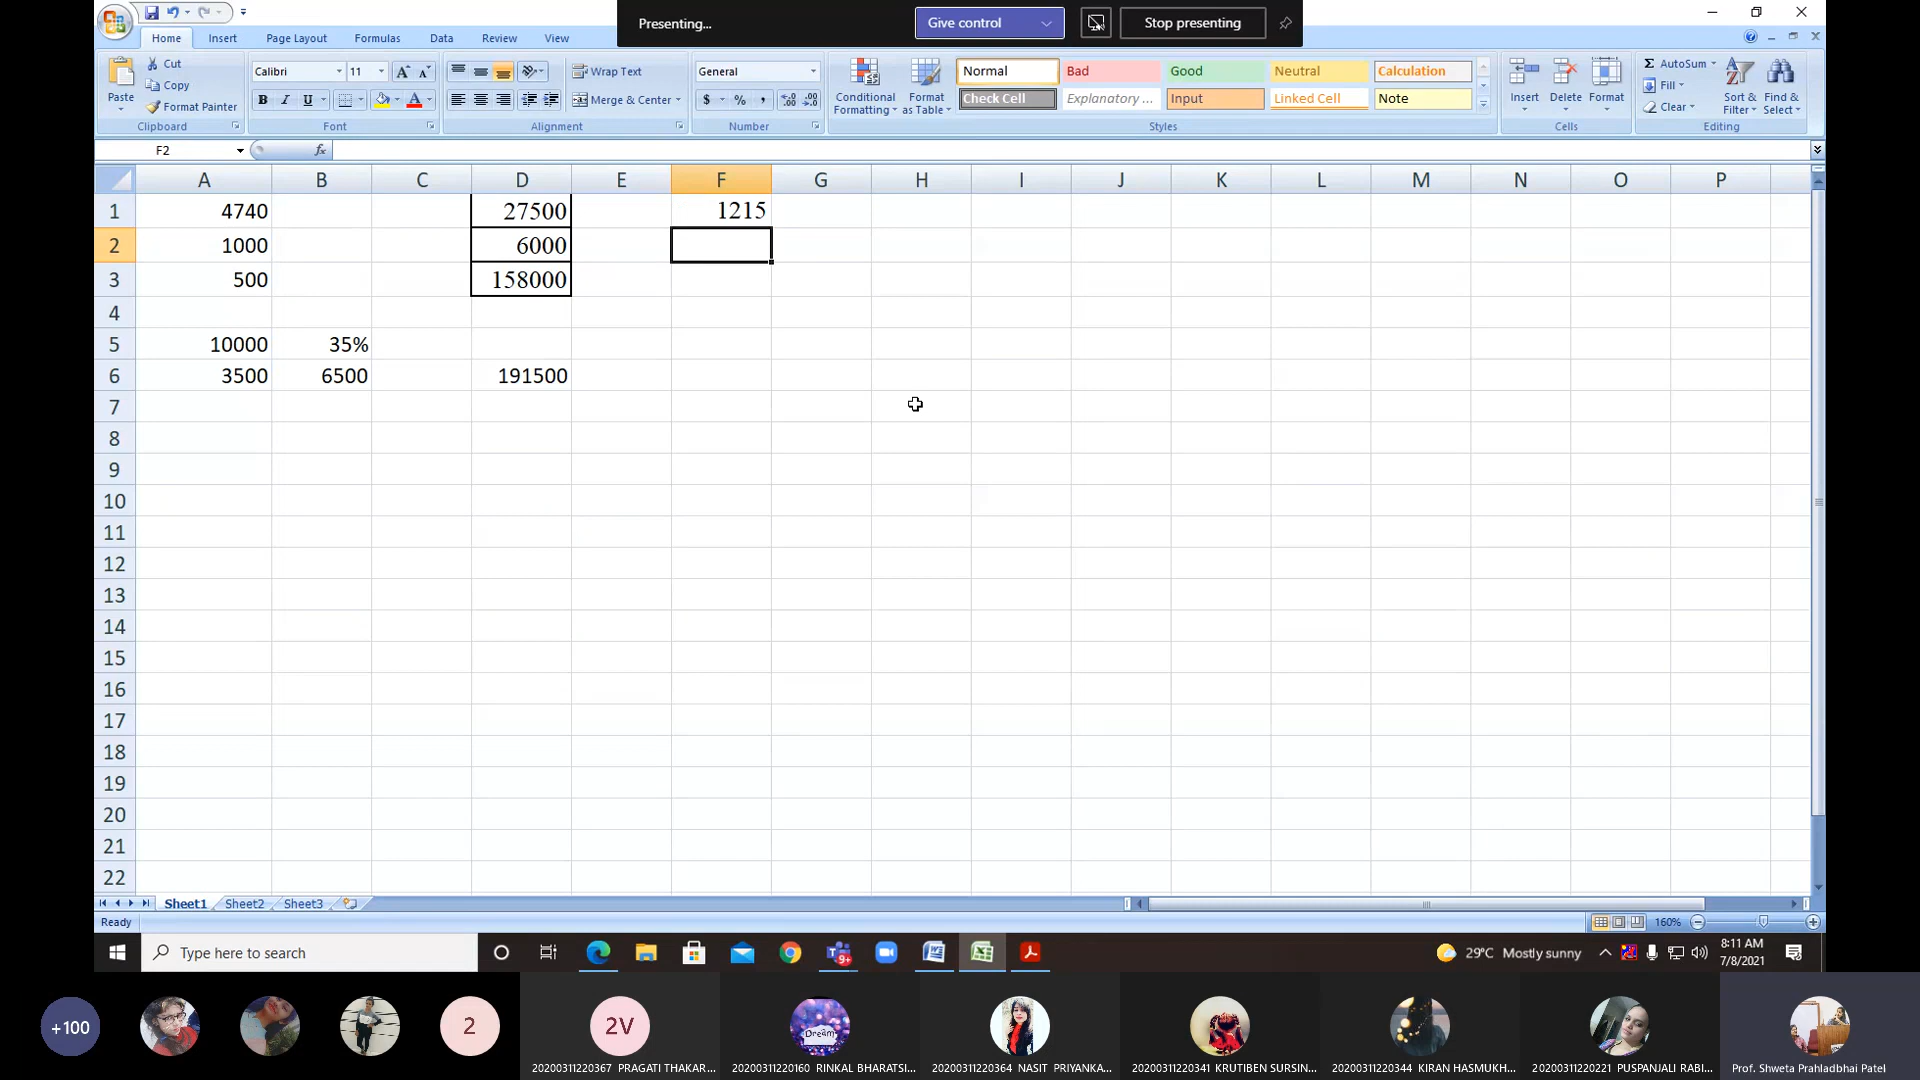 Presenting...
Give control
Stop presenting
Home Insert Page Layout Formulas Data Review View
Paste
Cut
Copy
Format Painter
Clipboard
Calibri 11
B I U
Font
Wrap Text
Merge & Center
Alignment
General
$ % ,
Number
Conditional Formatting
Format as Table
Normal Bad Good Neutral Calculation
Check Cell Explanatory ... Input Linked Cell Note
Styles
Insert Delete Format
Cells
Σ AutoSum
Fill
Clear
Sort & Filter
Find & Select
Editing
F2 fx
A B C D E F G H I J K L M N O P
1 4740 27500 1215
2 1000 6000
3 500 158000
4
5 10000 35%
6 3500 6500 191500
7
8
9
10
11
12
13
14
15
16
17
18
19
20
21
22
Sheet1 Sheet2 Sheet3
Ready
160%
Type here to search
9+
29°C Mostly sunny
8:11 AM
7/8/2021
+100
2
2V
Dream
20200311220367 PRAGATI THAKAR...
20200311220160 RINKAL BHARATSI...
20200311220364 NASIT PRIYANKA...
20200311220341 KRUTIBEN SURSIN...
20200311220344 KIRAN HASMUKH...
20200311220221 PUSPANJALI RABI...
Prof. Shweta Prahladbhai Patel